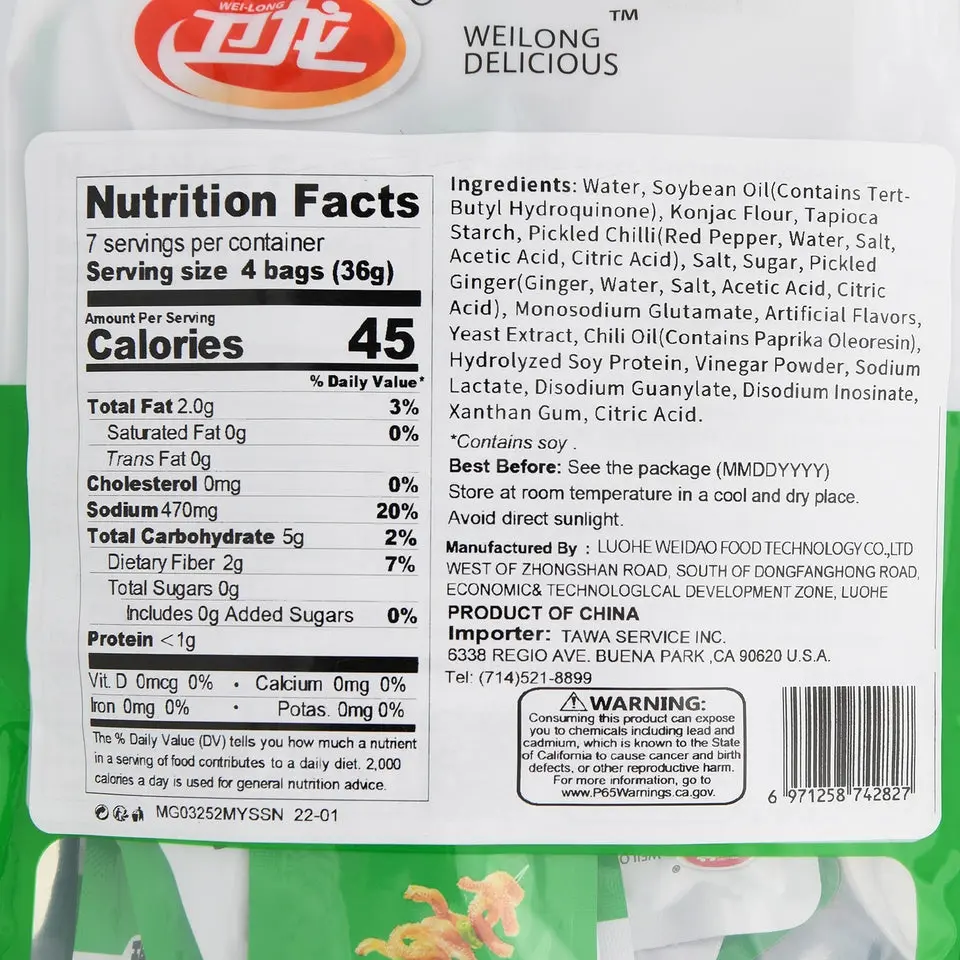 WEI-LONG
卫龙
WEILONG
DELICIOUS
™
Nutrition Facts
7 servings per container
Serving size 4 bags (36g)
Amount Per Serving
Calories 45
% Daily Value*
Total Fat 2.0g 3%
Saturated Fat 0g 0%
Trans Fat 0g
Cholesterol 0mg 0%
Sodium 470mg 20%
Total Carbohydrate 5g 2%
Dietary Fiber 2g 7%
Total Sugars 0g
Includes 0g Added Sugars 0%
Protein <1g
Vit. D 0mcg 0% • Calcium 0mg 0%
Iron 0mg 0% • Potas. 0mg 0%
The % Daily Value (DV) tells you how much a nutrient
in a serving of food contributes to a daily diet. 2,000
calories a day is used for general nutrition advice.
MG03252MYSSN 22-01
Ingredients: Water, Soybean Oil(Contains Tert-
Butyl Hydroquinone), Konjac Flour, Tapioca
Starch, Pickled Chilli(Red Pepper, Water, Salt,
Acetic Acid, Citric Acid), Salt, Sugar, Pickled
Ginger(Ginger, Water, Salt, Acetic Acid, Citric
Acid), Monosodium Glutamate, Artificial Flavors,
Yeast Extract, Chili Oil(Contains Paprika Oleoresin),
Hydrolyzed Soy Protein, Vinegar Powder, Sodium
Lactate, Disodium Guanylate, Disodium Inosinate,
Xanthan Gum, Citric Acid.
*Contains soy .
Best Before: See the package (MMDDYYYY)
Store at room temperature in a cool and dry place.
Avoid direct sunlight.
Manufactured By : LUOHE WEIDAO FOOD TECHNOLOGY CO.,LTD
WEST OF ZHONGSHAN ROAD, SOUTH OF DONGFANGHONG ROAD,
ECONOMIC& TECHNOLOGLCAL DEVELOPMENT ZONE, LUOHE
PRODUCT OF CHINA
Importer: TAWA SERVICE INC.
6338 REGIO AVE. BUENA PARK ,CA 90620 U.S.A.
Tel: (714)521-8899
⚠WARNING:
Consuming this product can expose
you to chemicals including lead and
cadmium, which is known to the State
of California to cause cancer and birth
defects, or other reproductive harm.
For more information, go to
www.P65Warnings.ca.gov.
6 971258 742827